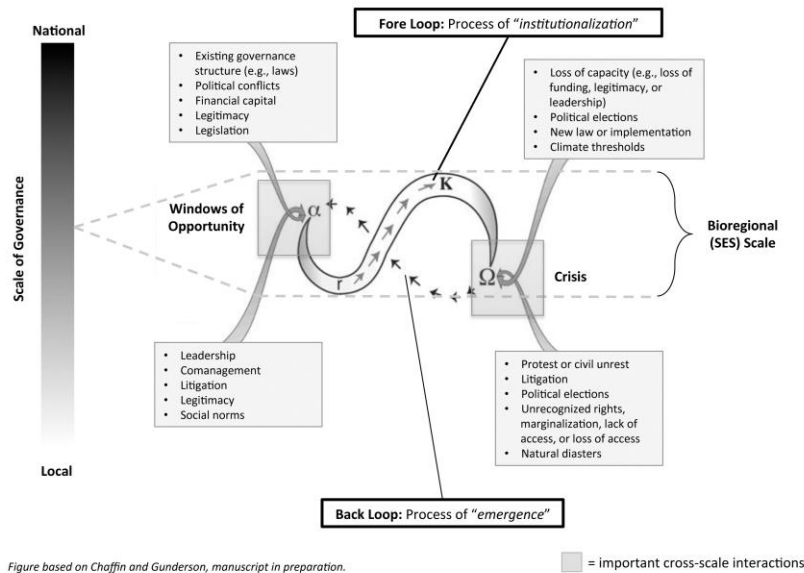 Fore Loop: Process of "institutionalization"
National
• Existing governance
structure (e.g., laws)
• Political conflicts
• Financial capital
• Legitimacy
• Legislation
• Loss of capacity (e.g., loss of
funding, legitimacy, or
leadership)
• Political elections
• New law or implementation
• Climate thresholds
Scale of Governance
Windows of
Opportunity
α
K
r
Ω
Crisis
Bioregional
(SES) Scale
• Leadership
• Comanagement
• Litigation
• Legitimacy
• Social norms
• Protest or civil unrest
• Litigation
• Political elections
• Unrecognized rights,
marginalization, lack of
access, or loss of access
• Natural diasters
Local
Back Loop: Process of "emergence"
Figure based on Chaffin and Gunderson, manuscript in preparation.
= important cross-scale interactions